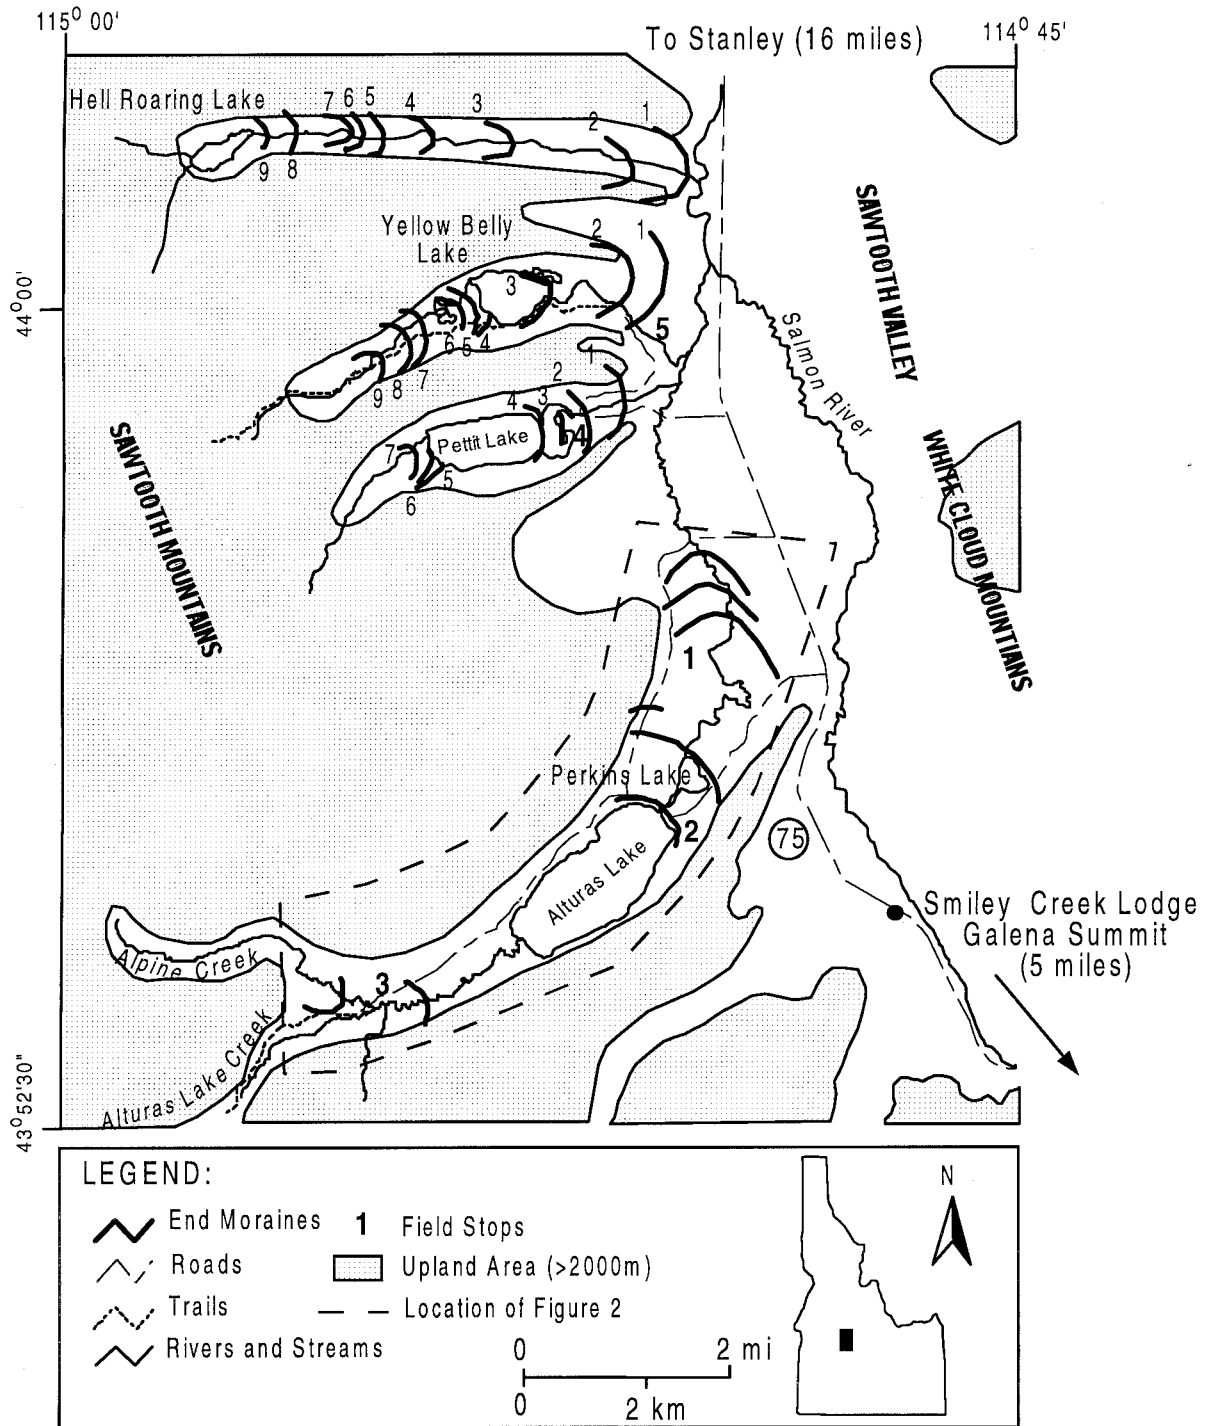 115° 00'
114° 45'
To Stanley (16 miles)
Hell Roaring Lake
7 6 5 4 3 2 1
9 8
Yellow Belly
Lake
2 1
3
44° 00'
5
6 5 4
9 8 7
SAWTOOTH VALLEY
Salmon River
1
2
4 3
Pettit Lake
4
7
5
6
SAWTOOTH MOUNTAINS
WHITE CLOUD MOUNTIANS
1
Perkins Lake
2
75
Alturas Lake
Smiley Creek Lodge
Galena Summit
(5 miles)
Alpine Creek
3
Alturas Lake Creek
43° 52'30"
LEGEND:
End Moraines
1 Field Stops
Roads
Upland Area (>2000m)
Trails
Location of Figure 2
Rivers and Streams
0 2 mi
0 2 km
N